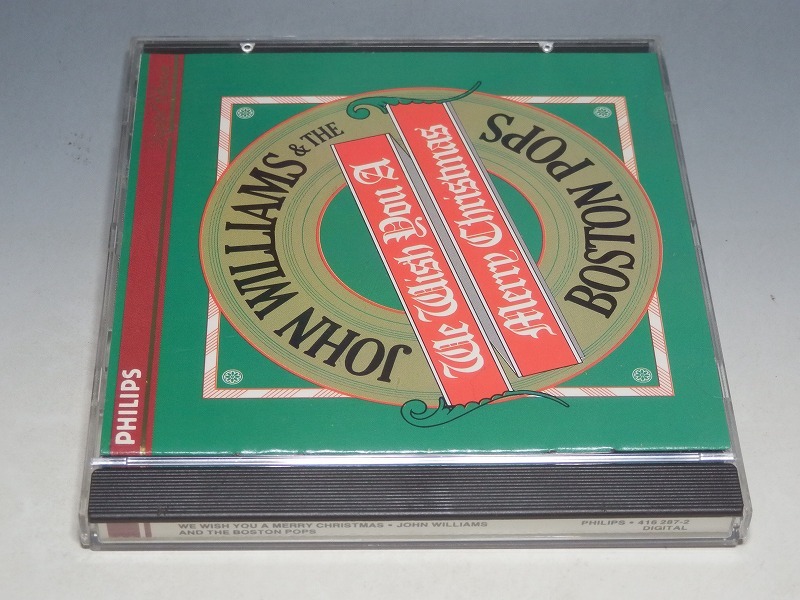 PHILIPS
JOHN WILLIAMS & THE
BOSTON POPS
We Wish You A
Merry Christmas
WE WISH YOU A MERRY CHRISTMAS • JOHN WILLIAMS
AND THE BOSTON POPS
PHILIPS • 416 287-2
DIGITAL